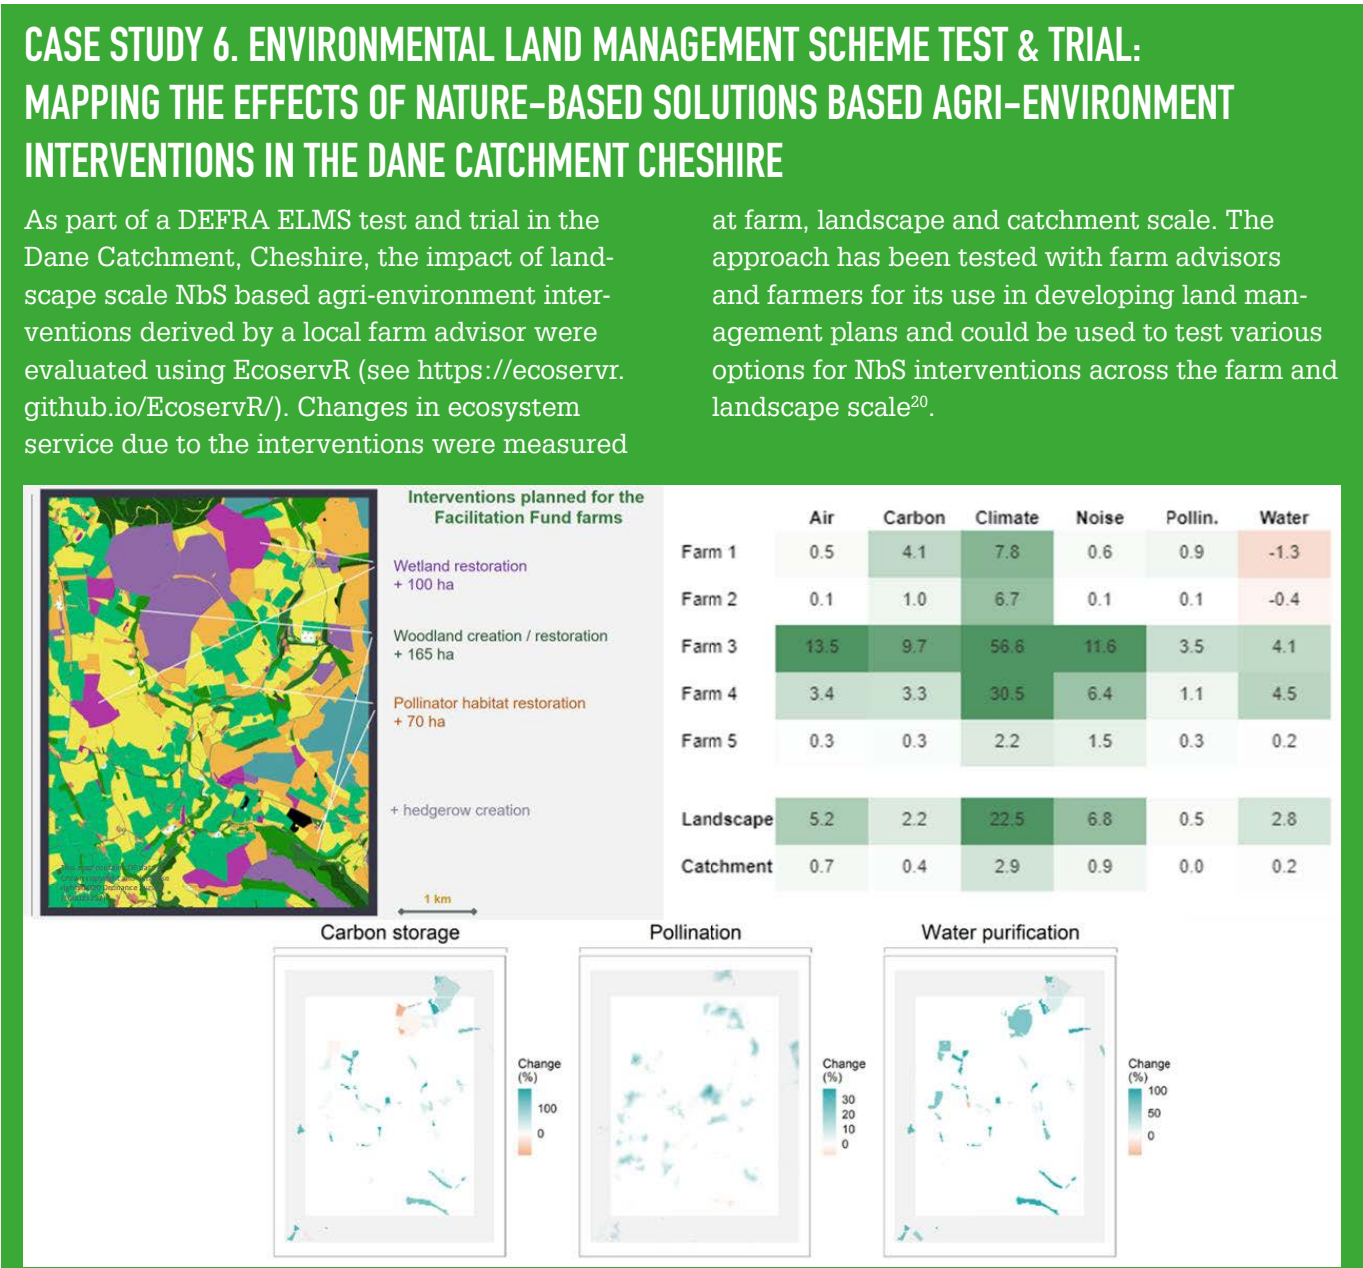 CASE STUDY 6. ENVIRONMENTAL LAND MANAGEMENT SCHEME TEST & TRIAL:
MAPPING THE EFFECTS OF NATURE-BASED SOLUTIONS BASED AGRI-ENVIRONMENT
INTERVENTIONS IN THE DANE CATCHMENT CHESHIRE
As part of a DEFRA ELMS test and trial in the
Dane Catchment, Cheshire, the impact of land-
scape scale NbS based agri-environment inter-
ventions derived by a local farm advisor were
evaluated using EcoservR (see https://ecoservr.
github.io/EcoservR/). Changes in ecosystem
service due to the interventions were measured
at farm, landscape and catchment scale. The
approach has been tested with farm advisors
and farmers for its use in developing land man-
agement plans and could be used to test various
options for NbS interventions across the farm and
landscape scale²⁰.
Interventions planned for the
Facilitation Fund farms
Wetland restoration
+ 100 ha
Woodland creation / restoration
+ 165 ha
Pollinator habitat restoration
+ 70 ha
+ hedgerow creation
1 km
Air Carbon Climate Noise Pollin. Water
Farm 1 0.5 4.1 7.8 0.6 0.9 -1.3
Farm 2 0.1 1.0 6.7 0.1 0.1 -0.4
Farm 3 13.5 9.7 56.6 11.6 3.5 4.1
Farm 4 3.4 3.3 30.5 6.4 1.1 4.5
Farm 5 0.3 0.3 2.2 1.5 0.3 0.2
Landscape 5.2 2.2 22.5 6.8 0.5 2.8
Catchment 0.7 0.4 2.9 0.9 0.0 0.2
Carbon storage
Change
(%)
100
0
Pollination
Change
(%)
30
20
10
0
Water purification
Change
(%)
100
50
0